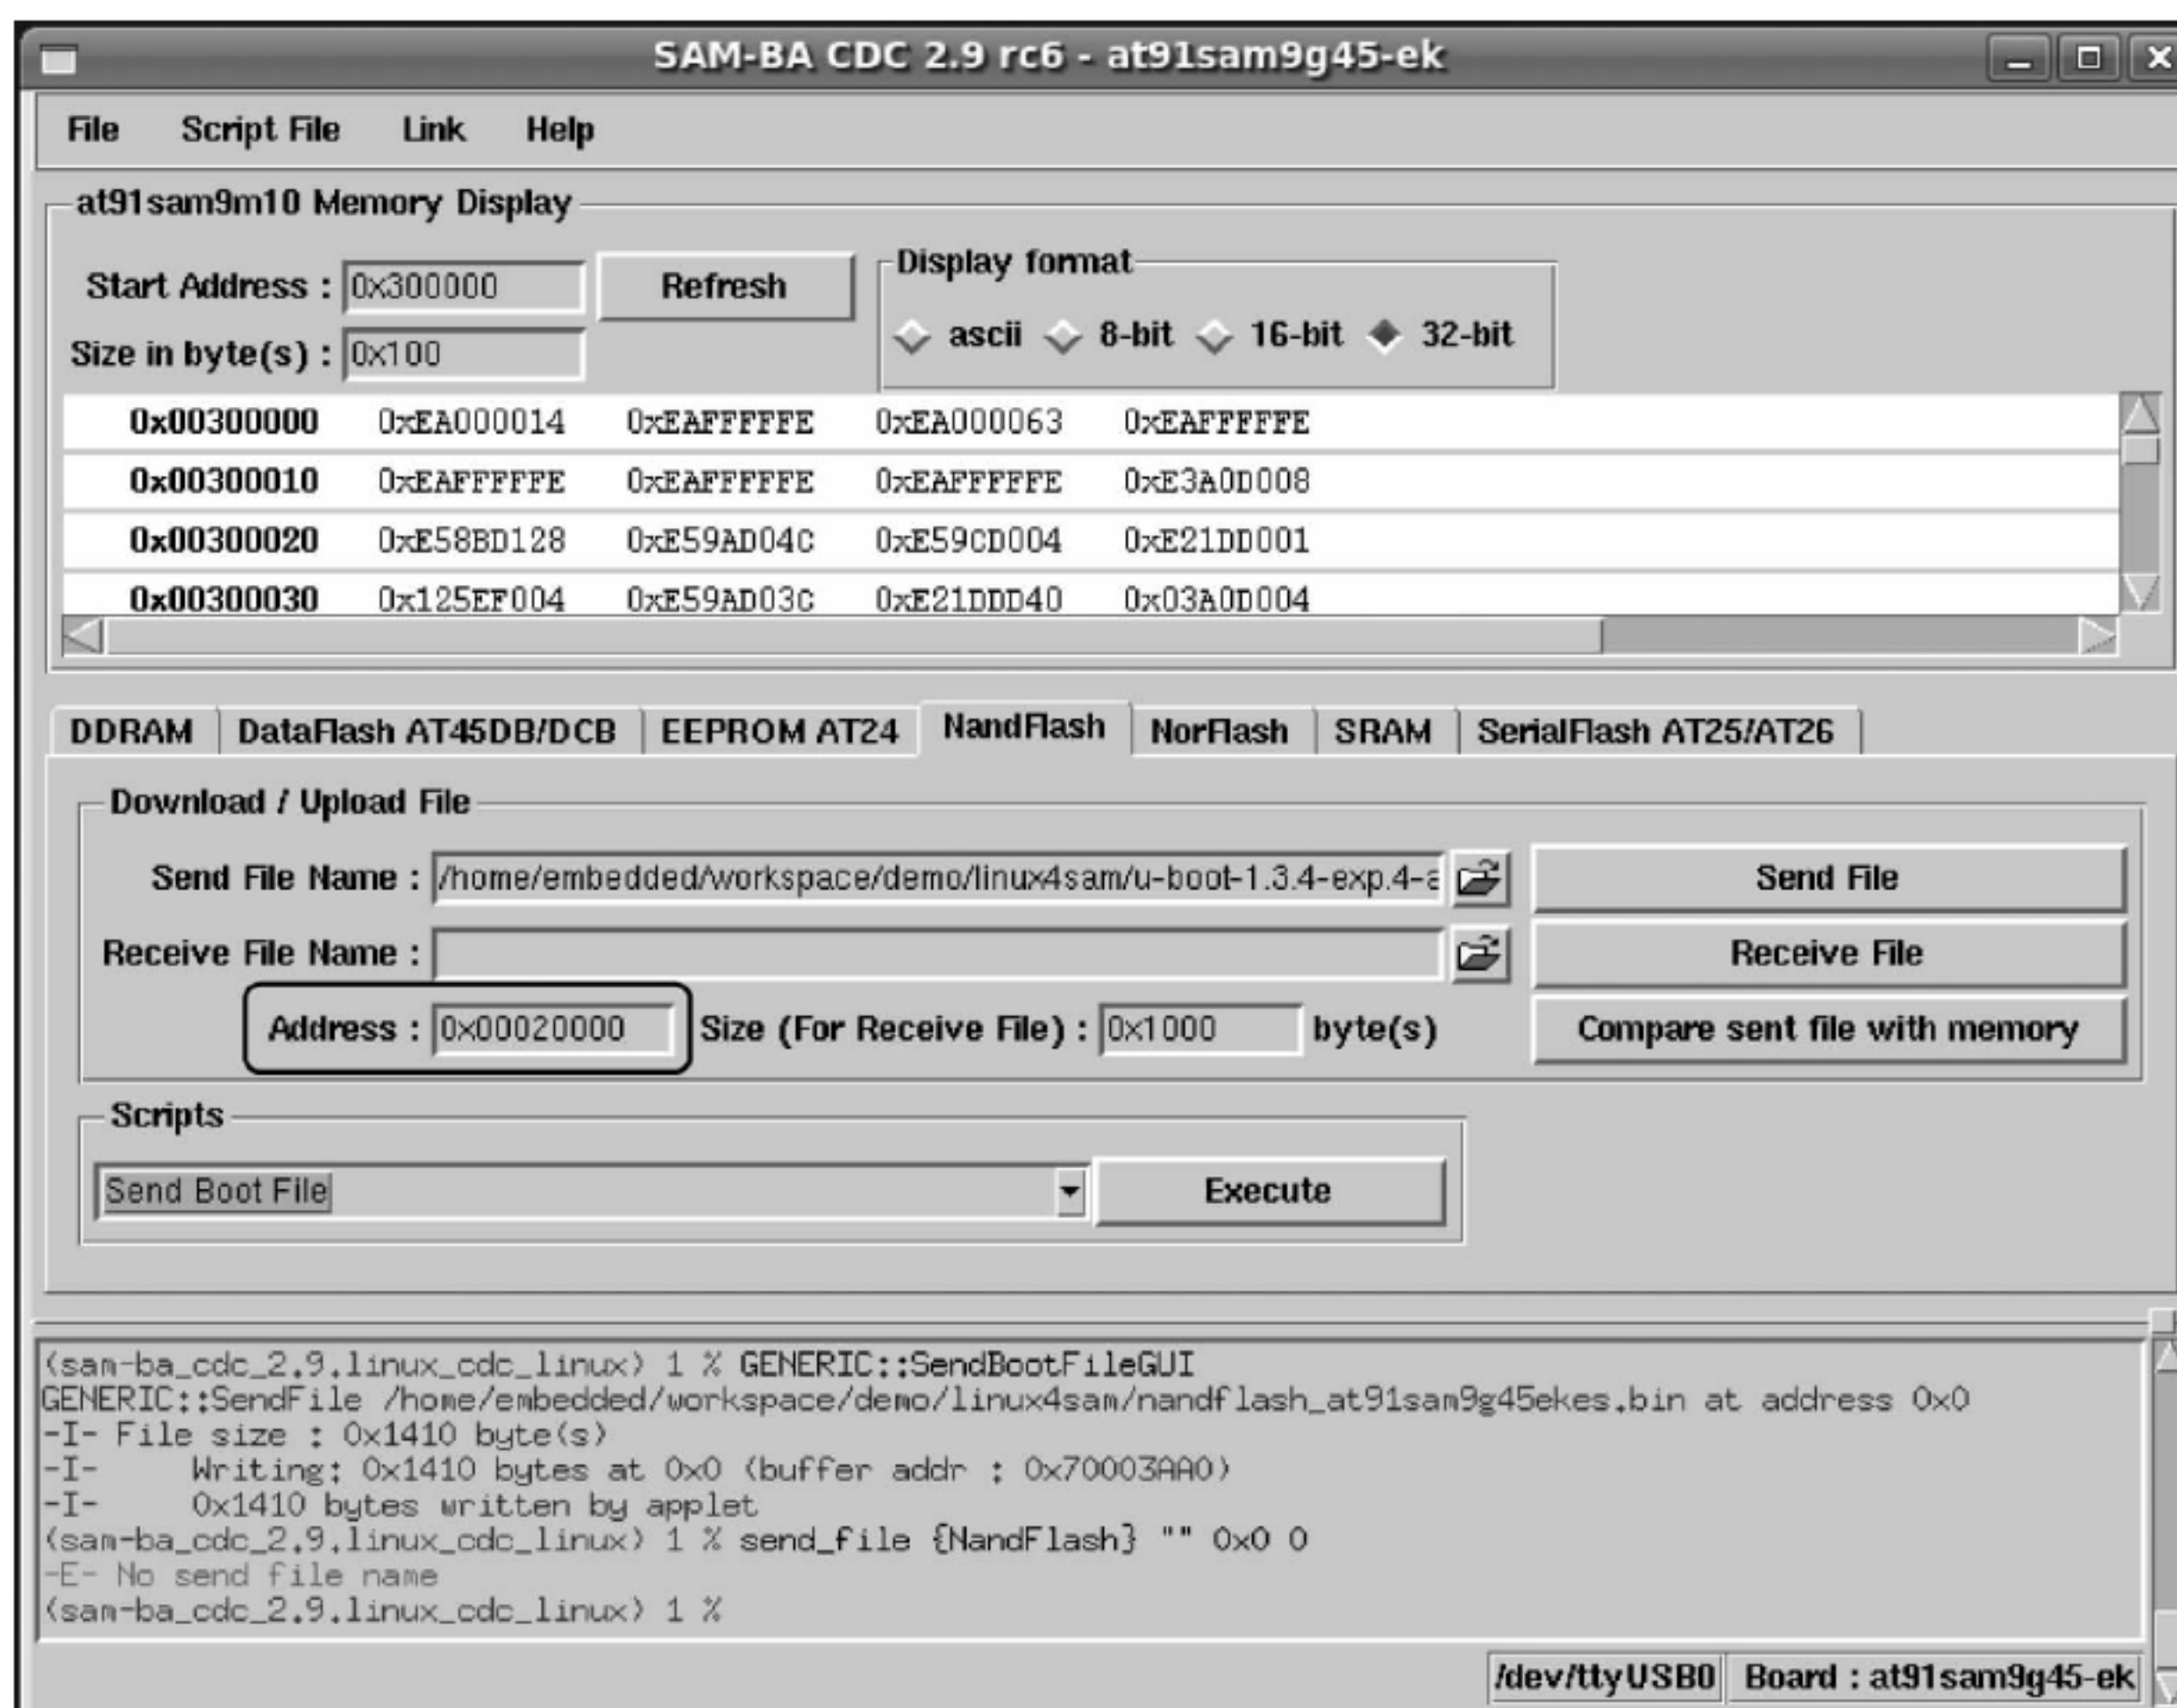 SAM-BA CDC 2.9 rc6 - at91sam9g45-ek
File Script File Link Help
at91sam9m10 Memory Display
Start Address : 0x300000 Refresh
Display format
Size in byte(s) : 0x100
ascii 8-bit 16-bit 32-bit
0x00300000 0xEA000014 0xEAFFFFFE 0xEA000063 0xEAFFFFFE
0x00300010 0xEAFFFFFE 0xEAFFFFFE 0xEAFFFFFE 0xE3A0D008
0x00300020 0xE58BD128 0xE59AD04C 0xE59CD004 0xE21DD001
0x00300030 0x125EF004 0xE59AD03C 0xE21DDD40 0x03A0D004
DDRAM DataFlash AT45DB/DCB EEPROM AT24 NandFlash NorFlash SRAM SerialFlash AT25/AT26
Download / Upload File
Send File Name : /home/embedded/workspace/demo/linux4sam/u-boot-1.3.4-exp.4-a Send File
Receive File Name : Receive File
Address : 0x00020000 Size (For Receive File) : 0x1000 byte(s) Compare sent file with memory
Scripts
Send Boot File Execute
(sam-ba_cdc_2.9.linux_cdc_linux) 1 % GENERIC::SendBootFileGUI
GENERIC::SendFile /home/embedded/workspace/demo/linux4sam/nandflash_at91sam9g45ekes.bin at address 0x0
-I- File size : 0x1410 byte(s)
-I- Writing: 0x1410 bytes at 0x0 (buffer addr : 0x70003AA0)
-I- 0x1410 bytes written by applet
(sam-ba_cdc_2.9.linux_cdc_linux) 1 % send_file {NandFlash} "" 0x0 0
-E- No send file name
(sam-ba_cdc_2.9.linux_cdc_linux) 1 %
/dev/ttyUSB0 Board : at91sam9g45-ek